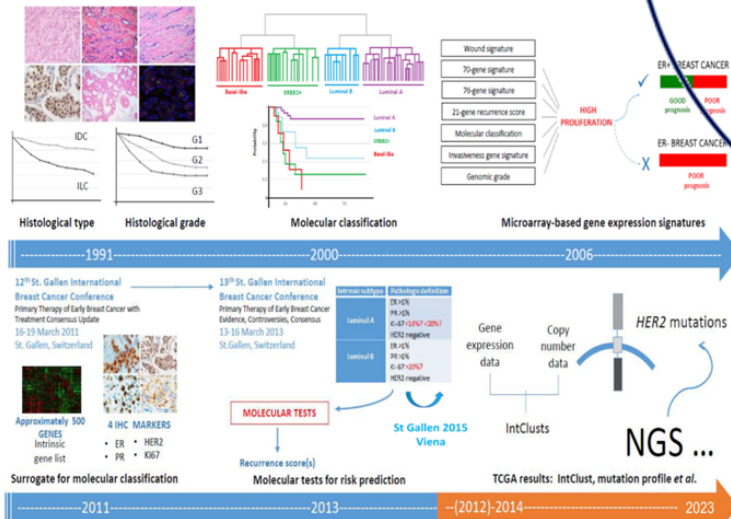 Basal-like
ERBB2+
Luminal B
Luminal A
Wound signature
70-gene signature
76-gene signature
21-gene recurrence score
Molecular classification
Invasiveness gene signature
Genomic grade
HIGH
PROLIFERATION
ER+ BREAST CANCER
GOOD
prognosis
POOR
prognosis
ER- BREAST CANCER
POOR
prognosis
X
IDC
ILC
G1
G2
G3
Probability
Luminal A
Luminal B
ERBB2+
Basal-like
Histological type
Histological grade
Molecular classification
Microarray-based gene expression signatures
1991
2000
2006
12th St. Gallen International
Breast Cancer Conference
Primary Therapy of Early Breast Cancer with
Treatment Consensus Update
16-19 March 2011
St. Gallen, Switzerland
13th St. Gallen International
Breast Cancer Conference
Primary Therapy of Early Breast Cancer
Evidence, Controversies, Consensus
13-16 March 2013
St.Gallen, Switzerland
Intrinsic subtype
Pathologic definition
Luminal A
ER >1%
PR >1%
Ki-67 <14%? <20%?
HER2 negative
Luminal B
ER >1%
PR >1%
Ki-67 >20%?
HER2 negative
Gene
expression
data
Copy
number
data
IntClusts
HER2 mutations
NGS ...
Approximately 500
GENES
Intrinsic
gene list
4 IHC MARKERS
• ER
• HER2
• PR
• Ki67
MOLECULAR TESTS
Recurrence score(s)
St Gallen 2015
Viena
Surrogate for molecular classification
Molecular tests for risk prediction
TCGA results: IntClust, mutation profile et al.
2011
2013
(2012)-2014
2023